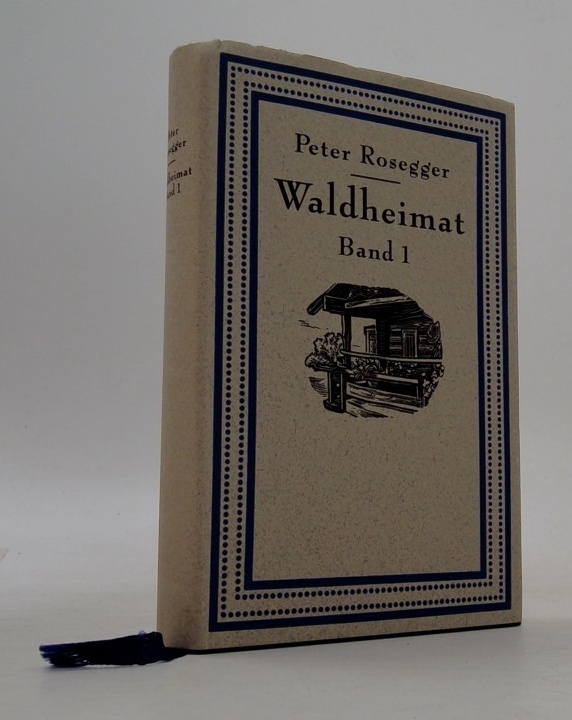 Peter Rosegger
Waldheimat
Band 1